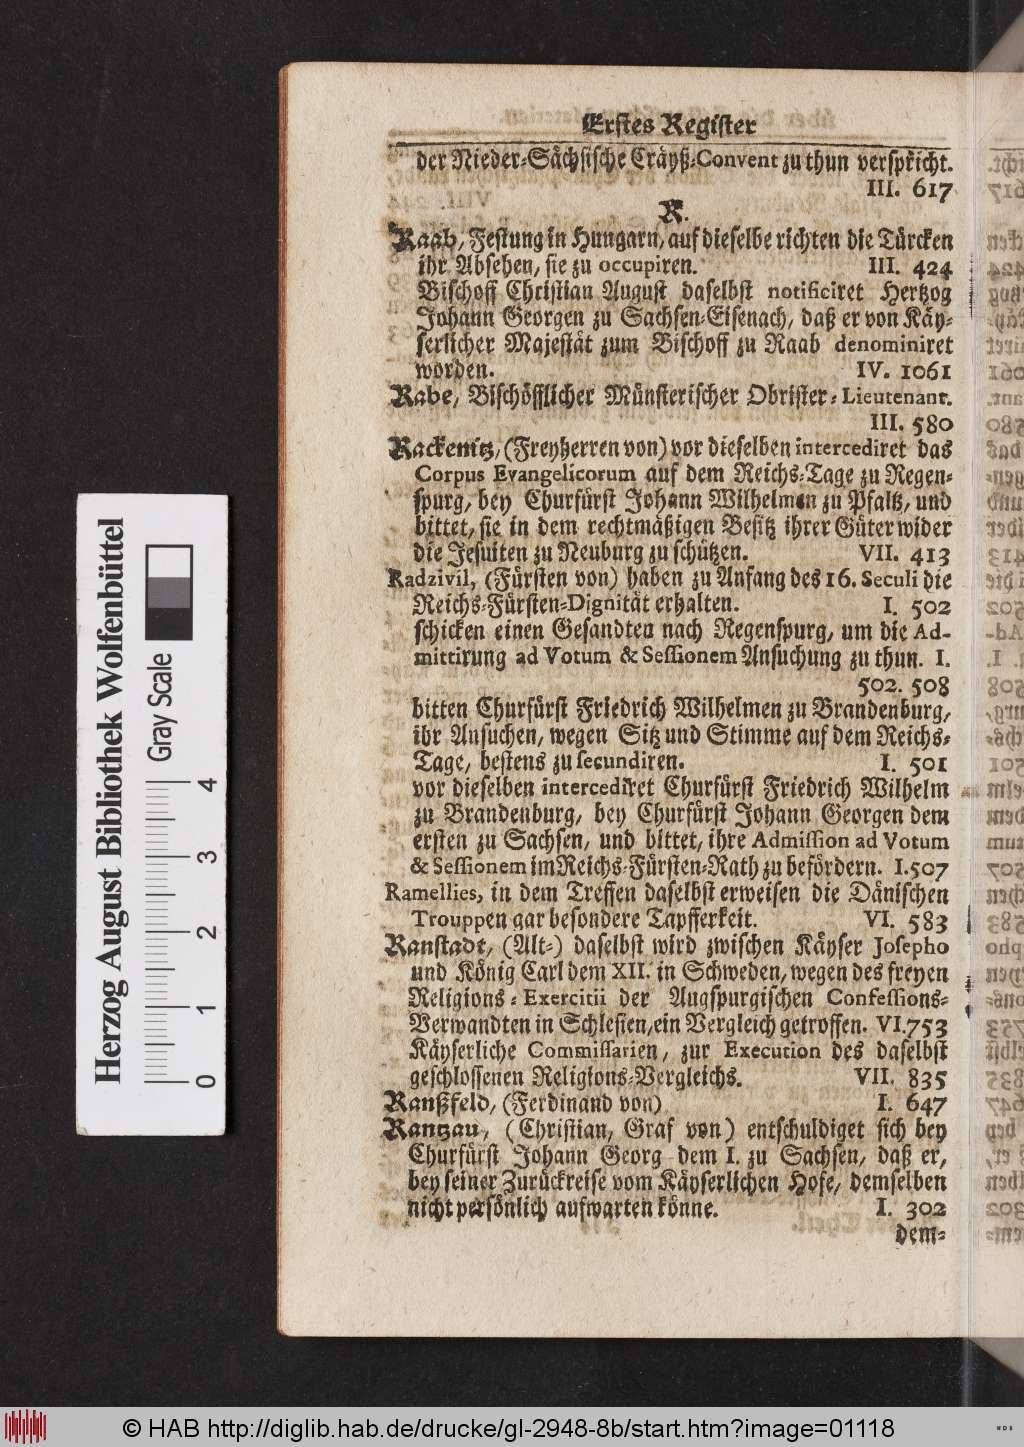 Erstes Register
der Nieder-Sächsische Cräyß-Convent zu thun verspricht.
III. 617
R.
Raab, Festung in Hungarn, auf dieselbe richten die Türcken
ihr Absehen, sie zu occupiren. III. 424
Bischoff Christian August daselbst notificiret Hertzog
Johann Georgen zu Sachsen-Eisenach, daß er von Käy-
serlicher Majestät zum Bischoff zu Raab denominiret
worden. IV. 1061
Rabe, Bischöfflicher Münsterischer Obrister-Lieutenant.
III. 580
Rackenitz, (Freyherren von) vor dieselben intercediret das
Corpus Evangelicorum auf dem Reichs-Tage zu Regen-
spurg, bey Churfürst Johann Wilhelmen zu Pfaltz, und
bittet, sie in dem rechtmäßigen Besitz ihrer Güter wider
die Jesuiten zu Neuburg zu schützen. VII. 413
Radzivil, (Fürsten von) haben zu Anfang des 16. Seculi die
Reichs-Fürsten-Dignität erhalten. I. 502
schicken einen Gesandten nach Regenspurg, um die Ad-
mittirung ad Votum & Sessionem Ansuchung zu thun. I.
502. 508
bitten Churfürst Friedrich Wilhelmen zu Brandenburg,
ihr Ansuchen, wegen Sitz und Stimme auf dem Reichs-
Tage, bestens zu secundiren. I. 501
vor dieselben intercediret Churfürst Friedrich Wilhelm
zu Brandenburg, bey Churfürst Johann Georgen dem
ersten zu Sachsen, und bittet, ihre Admission ad Votum
& Sessionem im Reichs-Fürsten-Rath zu befördern. I. 507
Ramellies, in dem Treffen daselbst erweisen die Dänischen
Trouppen gar besondere Tapfferkeit. VI. 583
Ranstadt, (Alt-) daselbst wird zwischen Käyser Josepho
und König Carl dem XII. in Schweden, wegen des freyen
Religions-Exercitii der Augspurgischen Confessions-
Verwandten in Schlesien, ein Vergleich getroffen. VI. 753
Käyserliche Commissarien, zur Execution des daselbst
geschlossenen Religions-Vergleichs. VII. 835
Ranßfeld, (Ferdinand von) I. 647
Rantzau, (Christian, Graf von) entschuldiget sich bey
Churfürst Johann Georg dem I. zu Sachsen, daß er,
bey seiner Zurückreise vom Käyserlichen Hofe, demselben
nicht persönlich aufwarten könne. I. 302
dem-
Herzog August Bibliothek Wolfenbüttel
Gray Scale
0 1 2 3 4
© HAB http://diglib.hab.de/drucke/gl-2948-8b/start.htm?image=01118